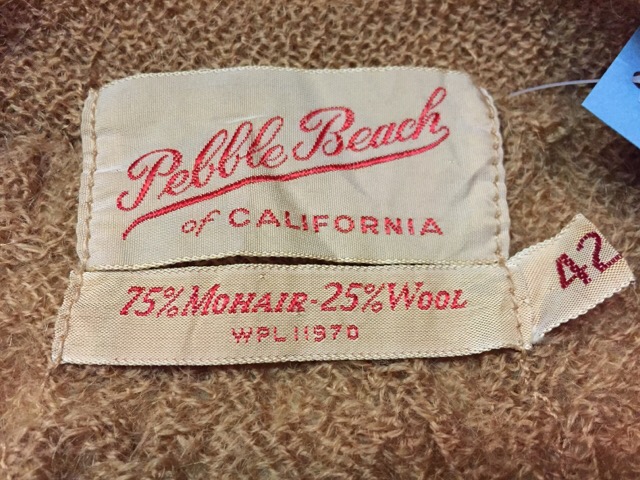 Pebble Beach
of CALIFORNIA
75% MOHAIR-25% WOOL
WPL 11970
42